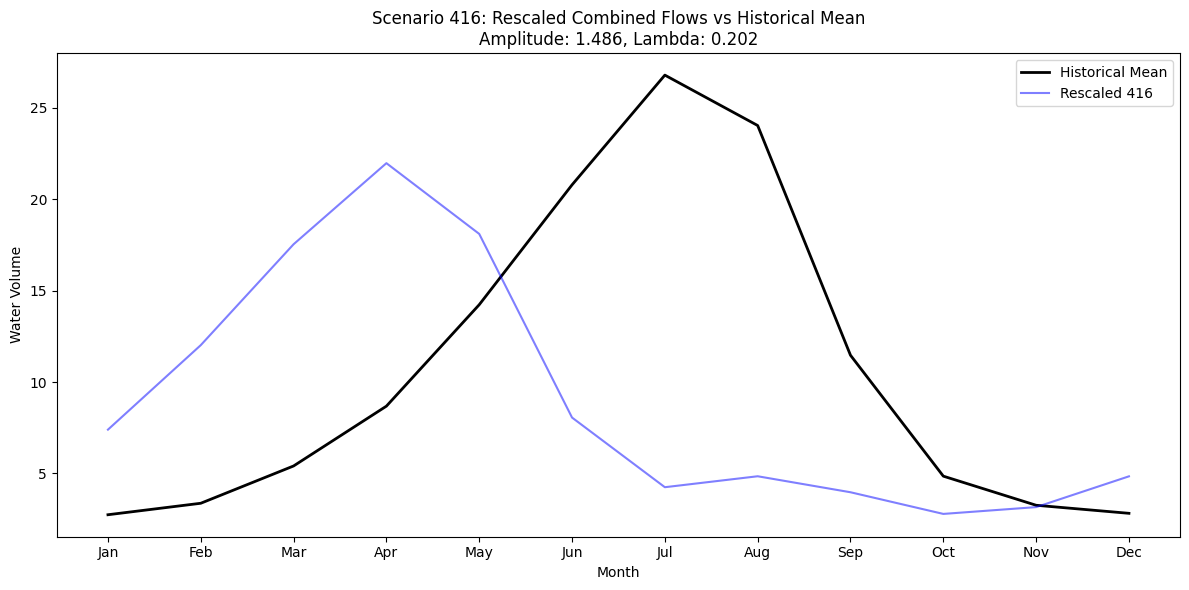 Scenario 416: Rescaled Combined Flows vs Historical Mean
Amplitude: 1.486, Lambda: 0.202
Historical Mean
Rescaled 416
Water Volume
25
20
15
10
5
Jan Feb Mar Apr May Jun Jul Aug Sep Oct Nov Dec
Month